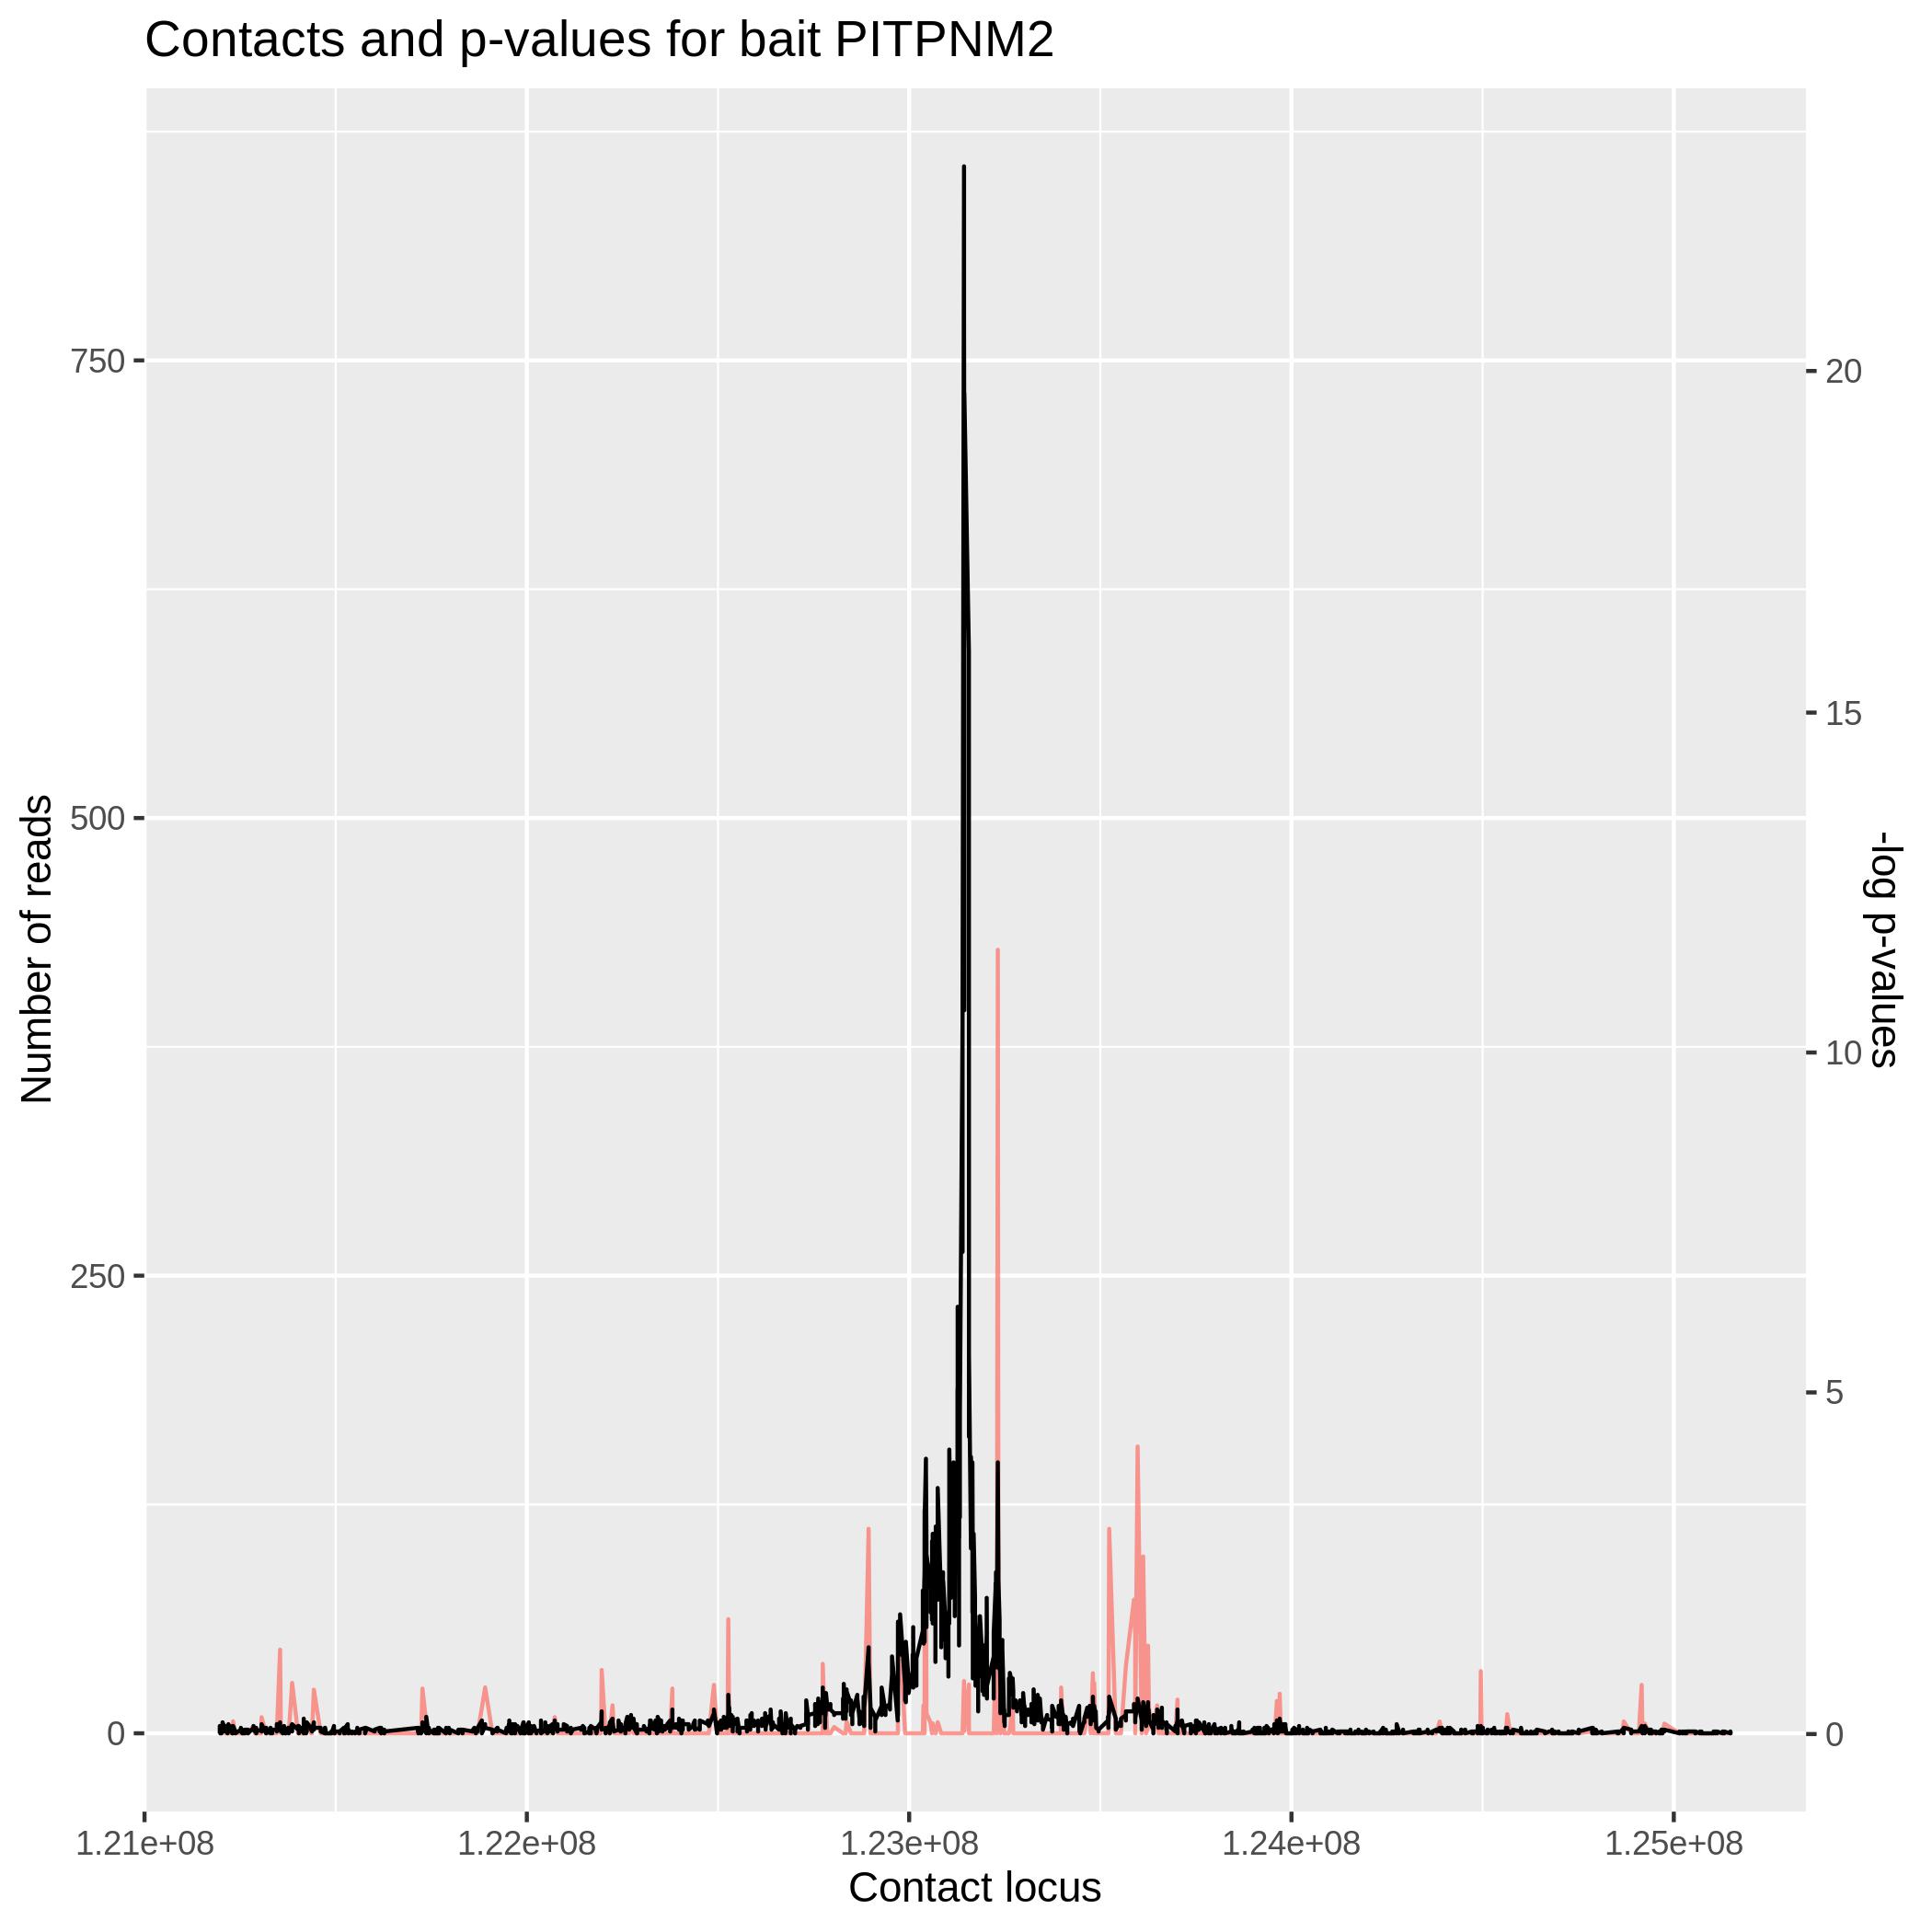 Contacts and p-values for bait PITPNM2
Number of reads
750
500
250
0
20
15
10
5
0
-log p-values
1.21e+08
1.22e+08
1.23e+08
1.24e+08
1.25e+08
Contact locus